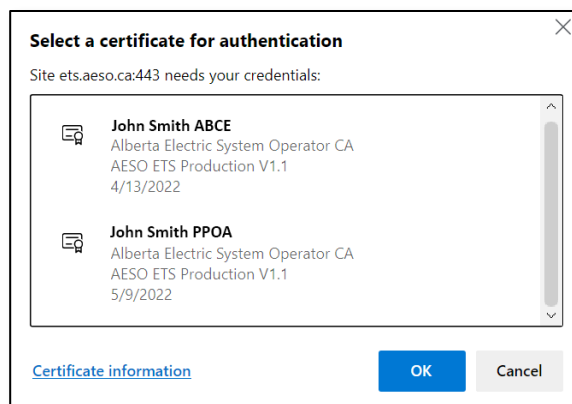 Select a certificate for authentication
Site ets.aeso.ca:443 needs your credentials:
John Smith ABCE
Alberta Electric System Operator CA
AESO ETS Production V1.1
4/13/2022
John Smith PPOA
Alberta Electric System Operator CA
AESO ETS Production V1.1
5/9/2022
Certificate information
OK
Cancel